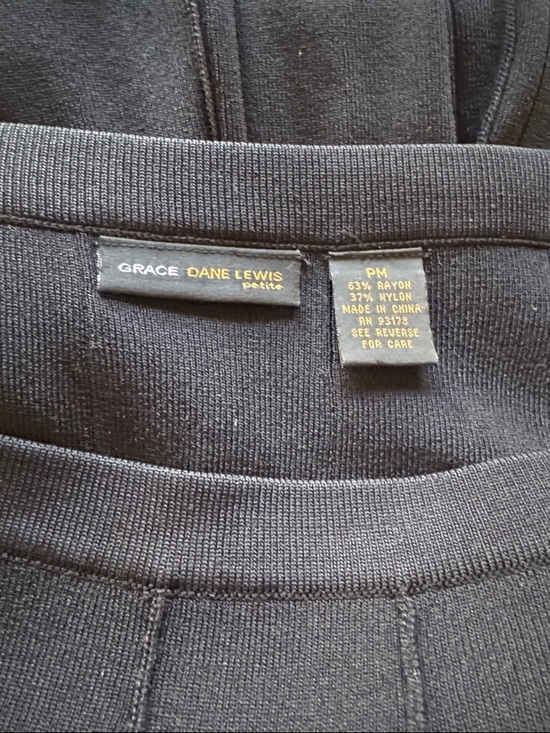 GRACE DANE LEWIS
petite
PM
63% RAYON
37% NYLON
MADE IN CHINA
RN 93173
SEE REVERSE
FOR CARE